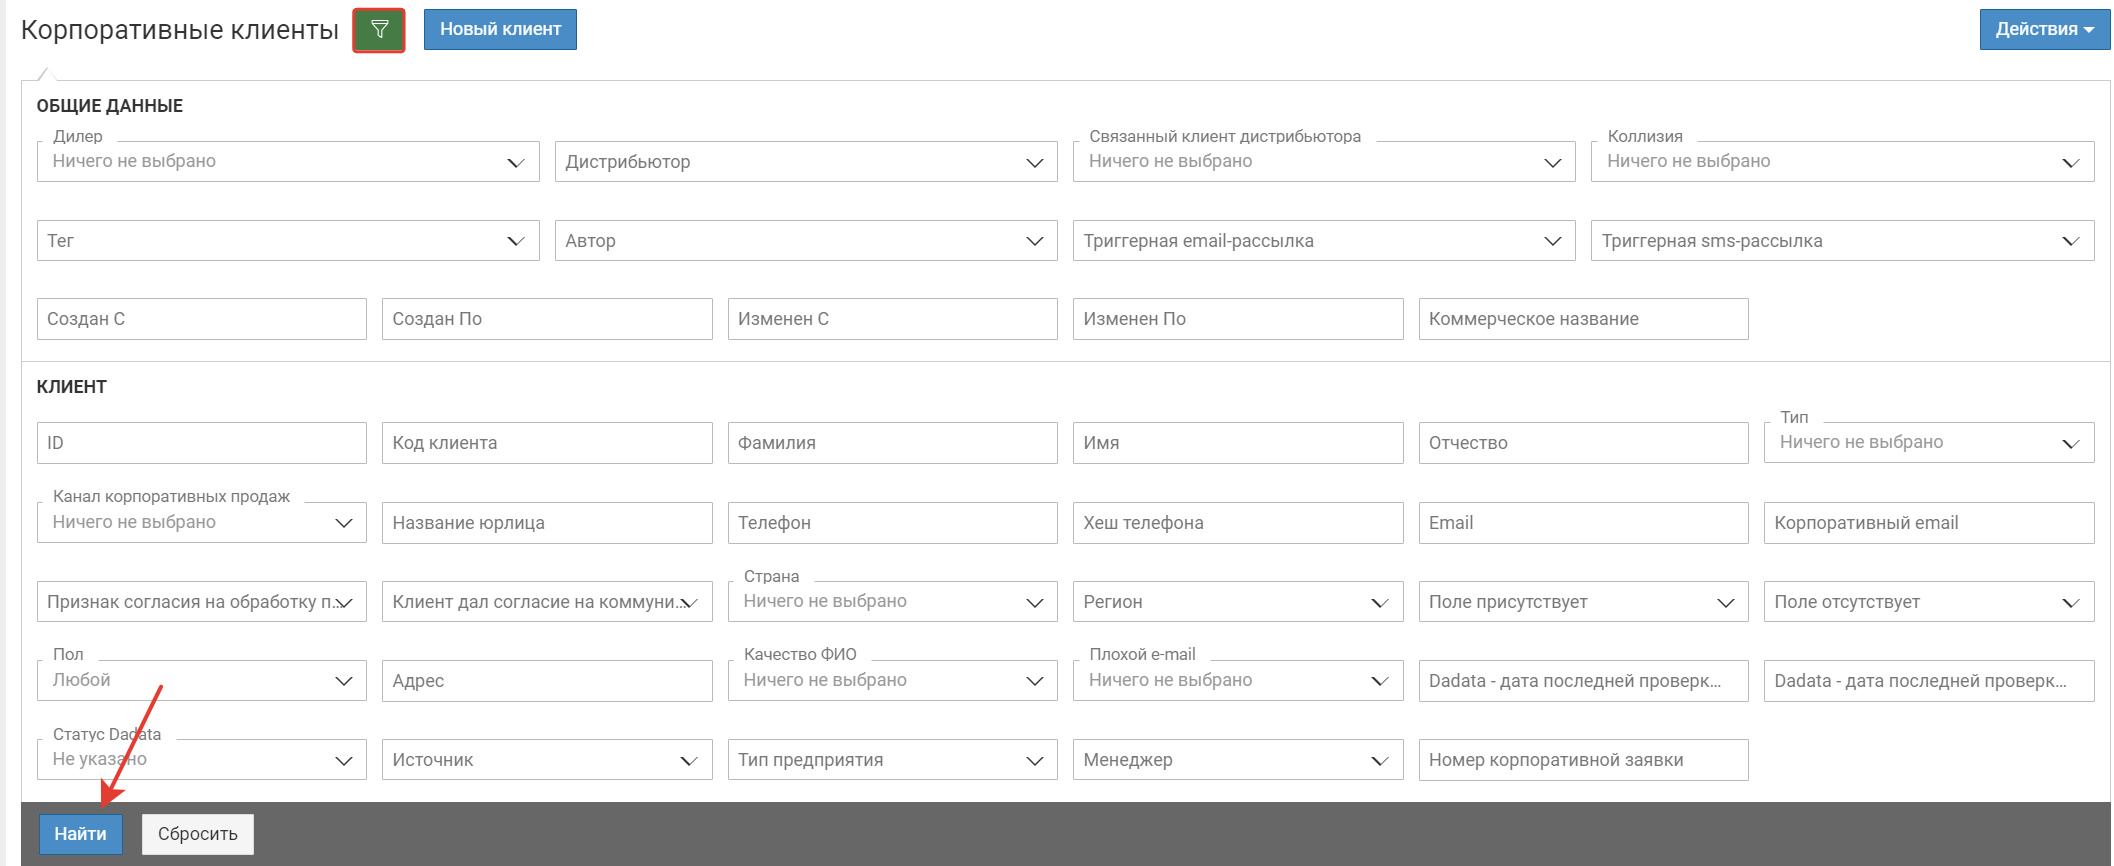 Корпоративные клиенты
Новый клиент
Действия
ОБЩИЕ ДАННЫЕ
Дилер
Ничего не выбрано
Дистрибьютор
Связанный клиент дистрибьютора
Ничего не выбрано
Коллизия
Ничего не выбрано
Тег
Автор
Триггерная email-рассылка
Триггерная sms-рассылка
Создан С
Создан По
Изменен С
Изменен По
Коммерческое название
КЛИЕНТ
ID
Код клиента
Фамилия
Имя
Отчество
Тип
Ничего не выбрано
Канал корпоративных продаж
Ничего не выбрано
Название юрлица
Телефон
Хеш телефона
Email
Корпоративный email
Признак согласия на обработку п...
Клиент дал согласие на коммуни...
Страна
Ничего не выбрано
Регион
Поле присутствует
Поле отсутствует
Пол
Любой
Адрес
Качество ФИО
Ничего не выбрано
Плохой e-mail
Ничего не выбрано
Dadata - дата последней проверк...
Dadata - дата последней проверк...
Статус Dadata
Не указано
Источник
Тип предприятия
Менеджер
Номер корпоративной заявки
Найти
Сбросить